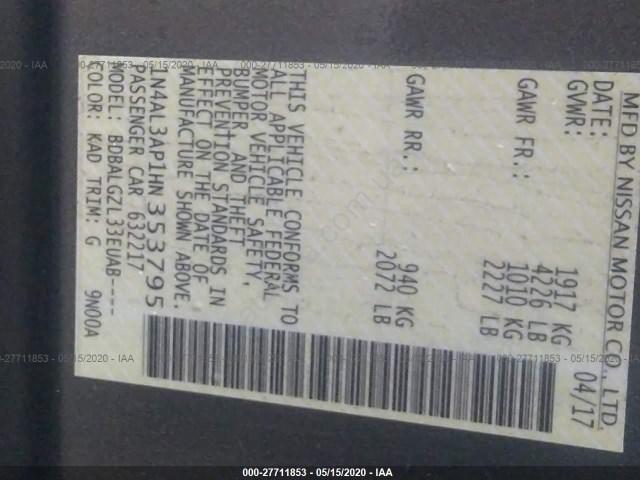 MFD BY NISSAN MOTOR CO., LTD.
DATE: 04/17
GVWR: 1917 KG
4226 LB
GAWR FR.: 1010 KG
2227 LB
GAWR RR.: 940 KG
2072 LB
THIS VEHICLE CONFORMS TO
ALL APPLICABLE FEDERAL
MOTOR VEHICLE SAFETY,
BUMPER AND THEFT
PREVENTION STANDARDS IN
EFFECT ON THE DATE OF
MANUFACTURE SHOWN ABOVE.
1N4AL3AP1HN353795
PASSENGER CAR 632217
MODEL: BDBALGZL33EUA8----
COLOR: KAD TRIM: G 9N00A
000-27711853 - 05/15/2020 - IAA